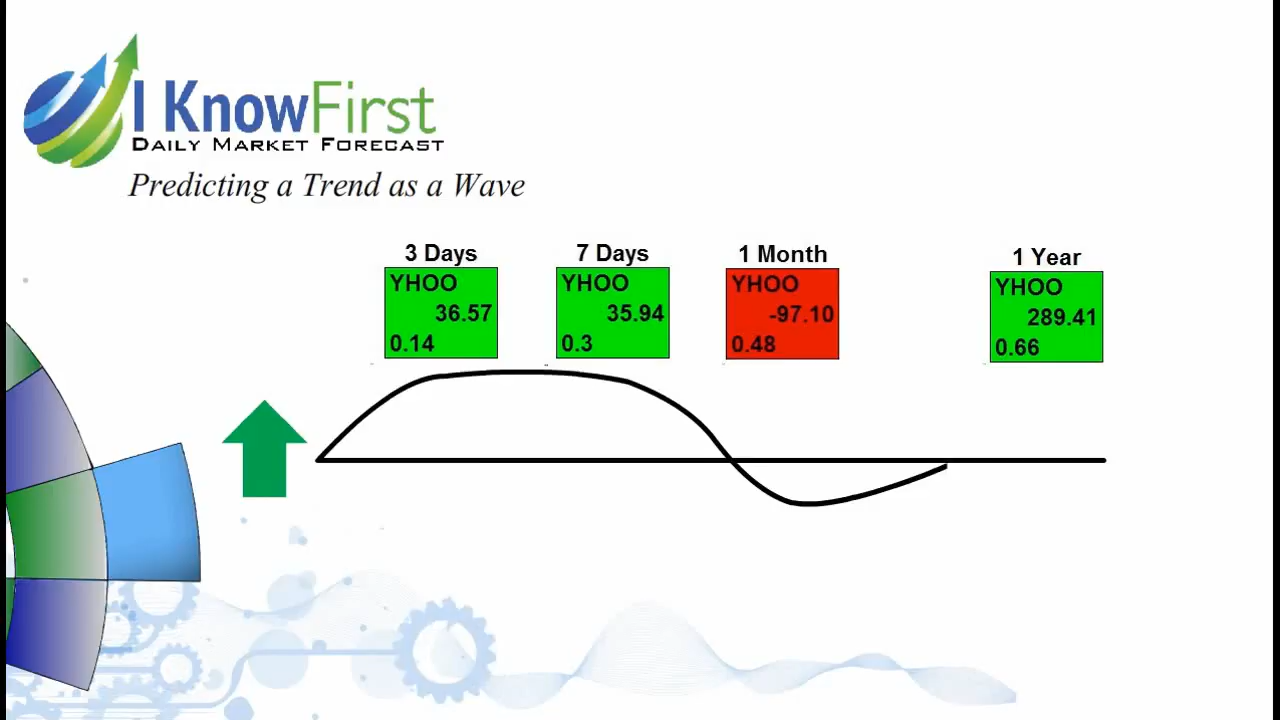 I KnowFirst
DAILY MARKET FORECAST
Predicting a Trend as a Wave
3 Days
YHOO
36.57
0.14
7 Days
YHOO
35.94
0.3
1 Month
YHOO
-97.10
0.48
1 Year
YHOO
289.41
0.66